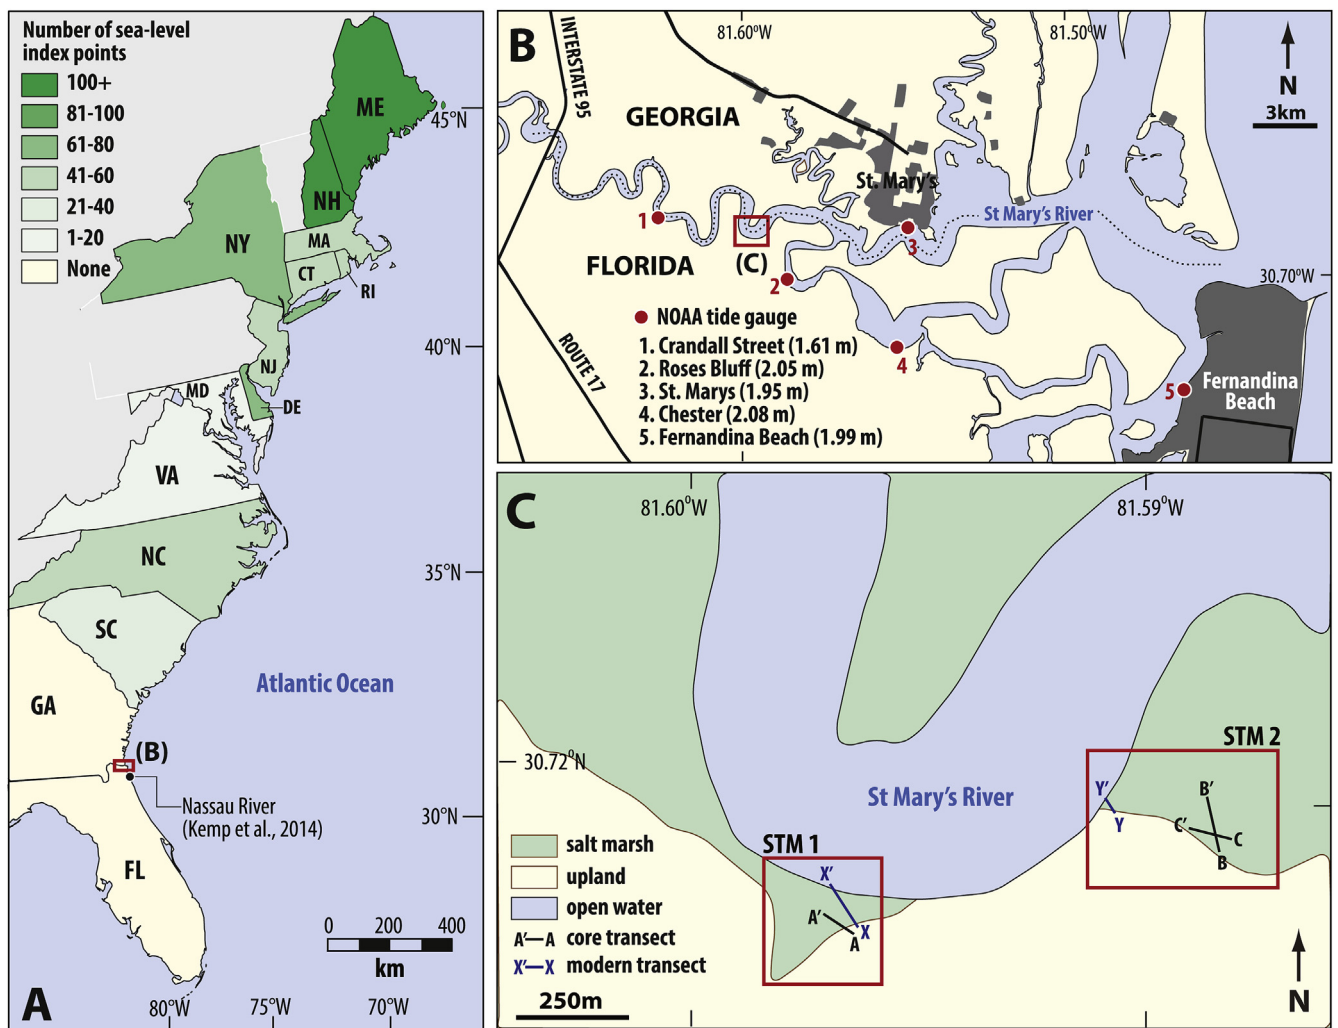 Number of sea-level
index points
100+
81-100
61-80
41-60
21-40
1-20
None
ME
45°N
NH
NY
MA
CT
RI
40°N
NJ
MD
DE
VA
NC
35°N
SC
Atlantic Ocean
GA
(B)
Nassau River
(Kemp et al., 2014)
30°N
FL
0 200 400
km
A
80°W 75°W 70°W
B
81.60⁰W
81.50⁰W
INTERSTATE 95
N
3km
GEORGIA
St. Mary's
St Mary's River
1
3
FLORIDA
(C)
2
30.70⁰W
NOAA tide gauge
1. Crandall Street (1.61 m)
2. Roses Bluff (2.05 m)
3. St. Marys (1.95 m)
4. Chester (2.08 m)
5. Fernandina Beach (1.99 m)
ROUTE 17
4
5
Fernandina
Beach
C
81.60⁰W
81.59⁰W
30.72⁰N
STM 2
St Mary's River
Y'
Y
B'
C'
C
B
STM 1
X'
A'
X
A
salt marsh
upland
open water
A'—A core transect
X'—X modern transect
250m
N